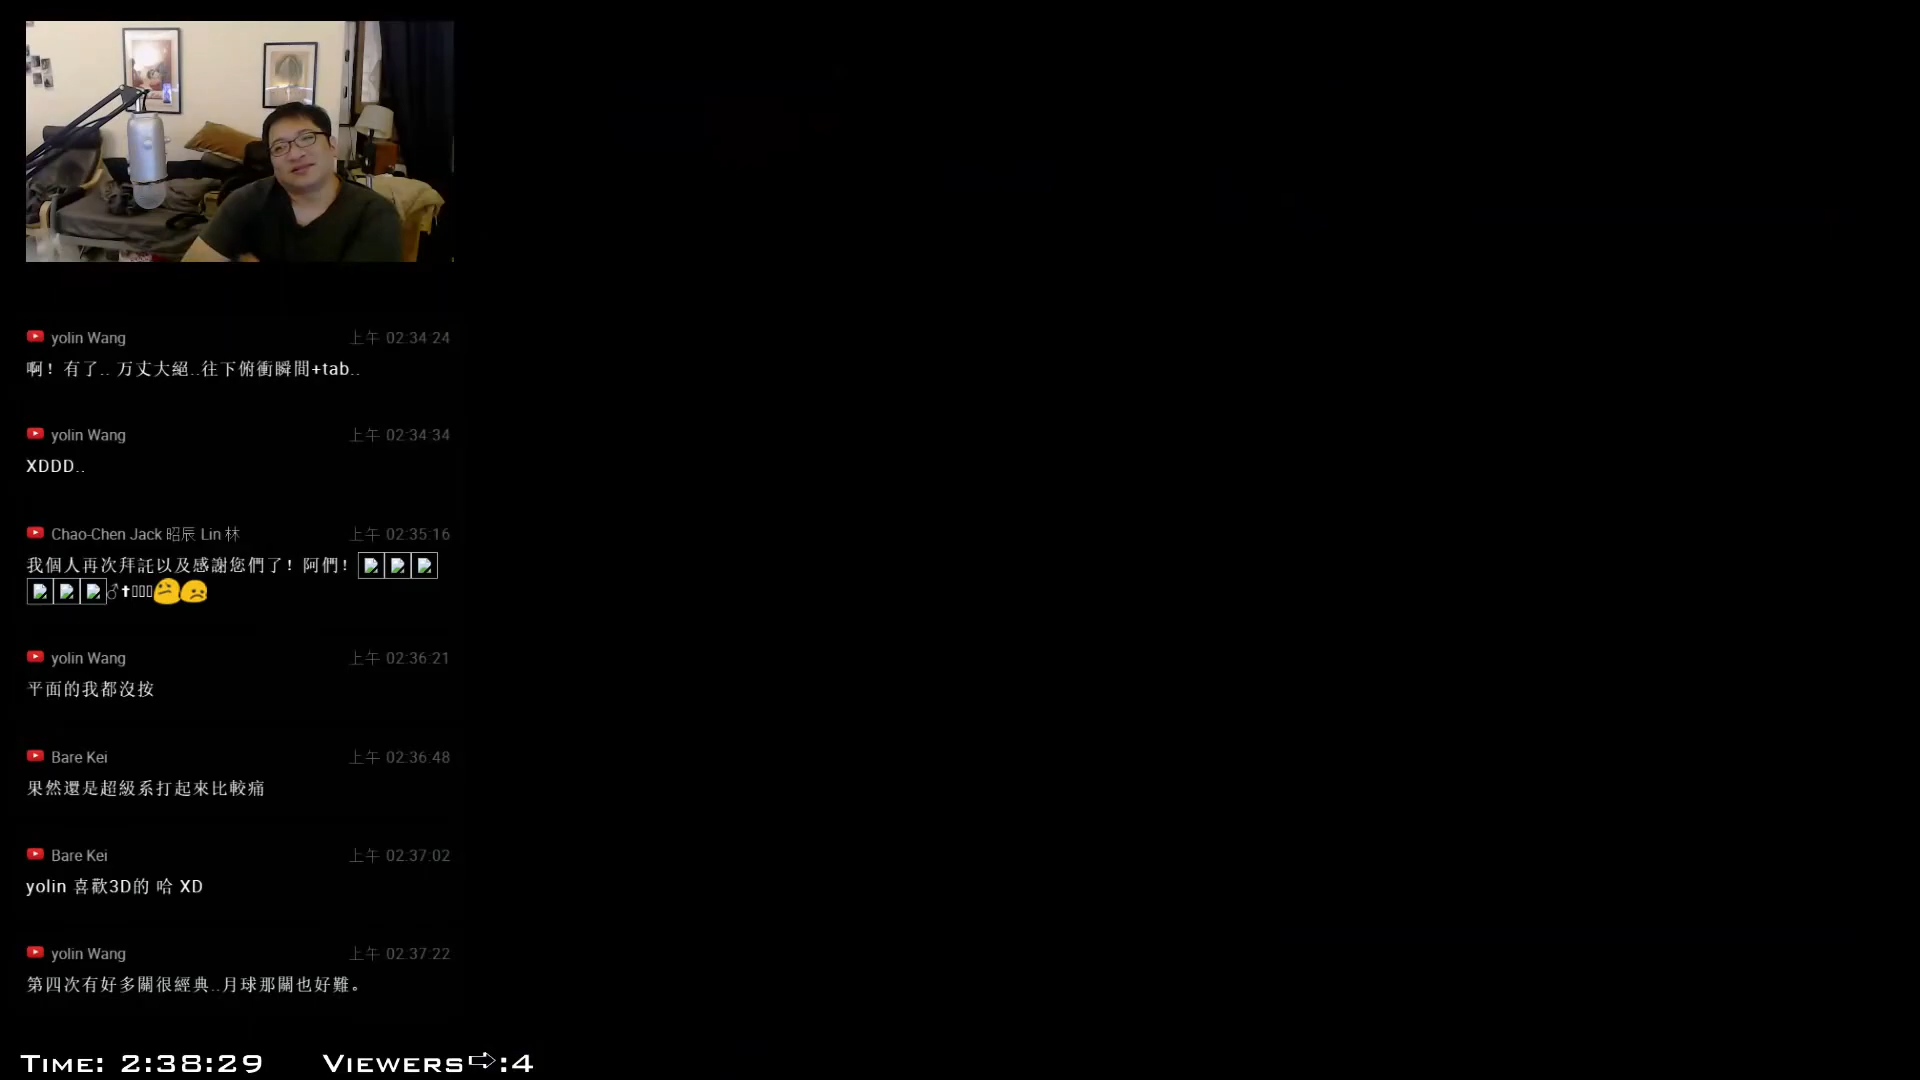 yolin Wang 上午 02:34:24
啊！有了.. 万丈大絕..往下俯衝瞬間+tab..
yolin Wang 上午 02:34:34
XDDD..
Chao-Chen Jack 昭辰 Lin 林 上午 02:35:16
我個人再次拜託以及感謝您們了！阿們！
♂✝
yolin Wang 上午 02:36:21
平面的我都沒按
Bare Kei 上午 02:36:48
果然還是超級系打起來比較痛
Bare Kei 上午 02:37:02
yolin 喜歡3D的 哈 XD
yolin Wang 上午 02:37:22
第四次有好多關很經典..月球那關也好難。
Time: 2:38:29 Viewers➪:4